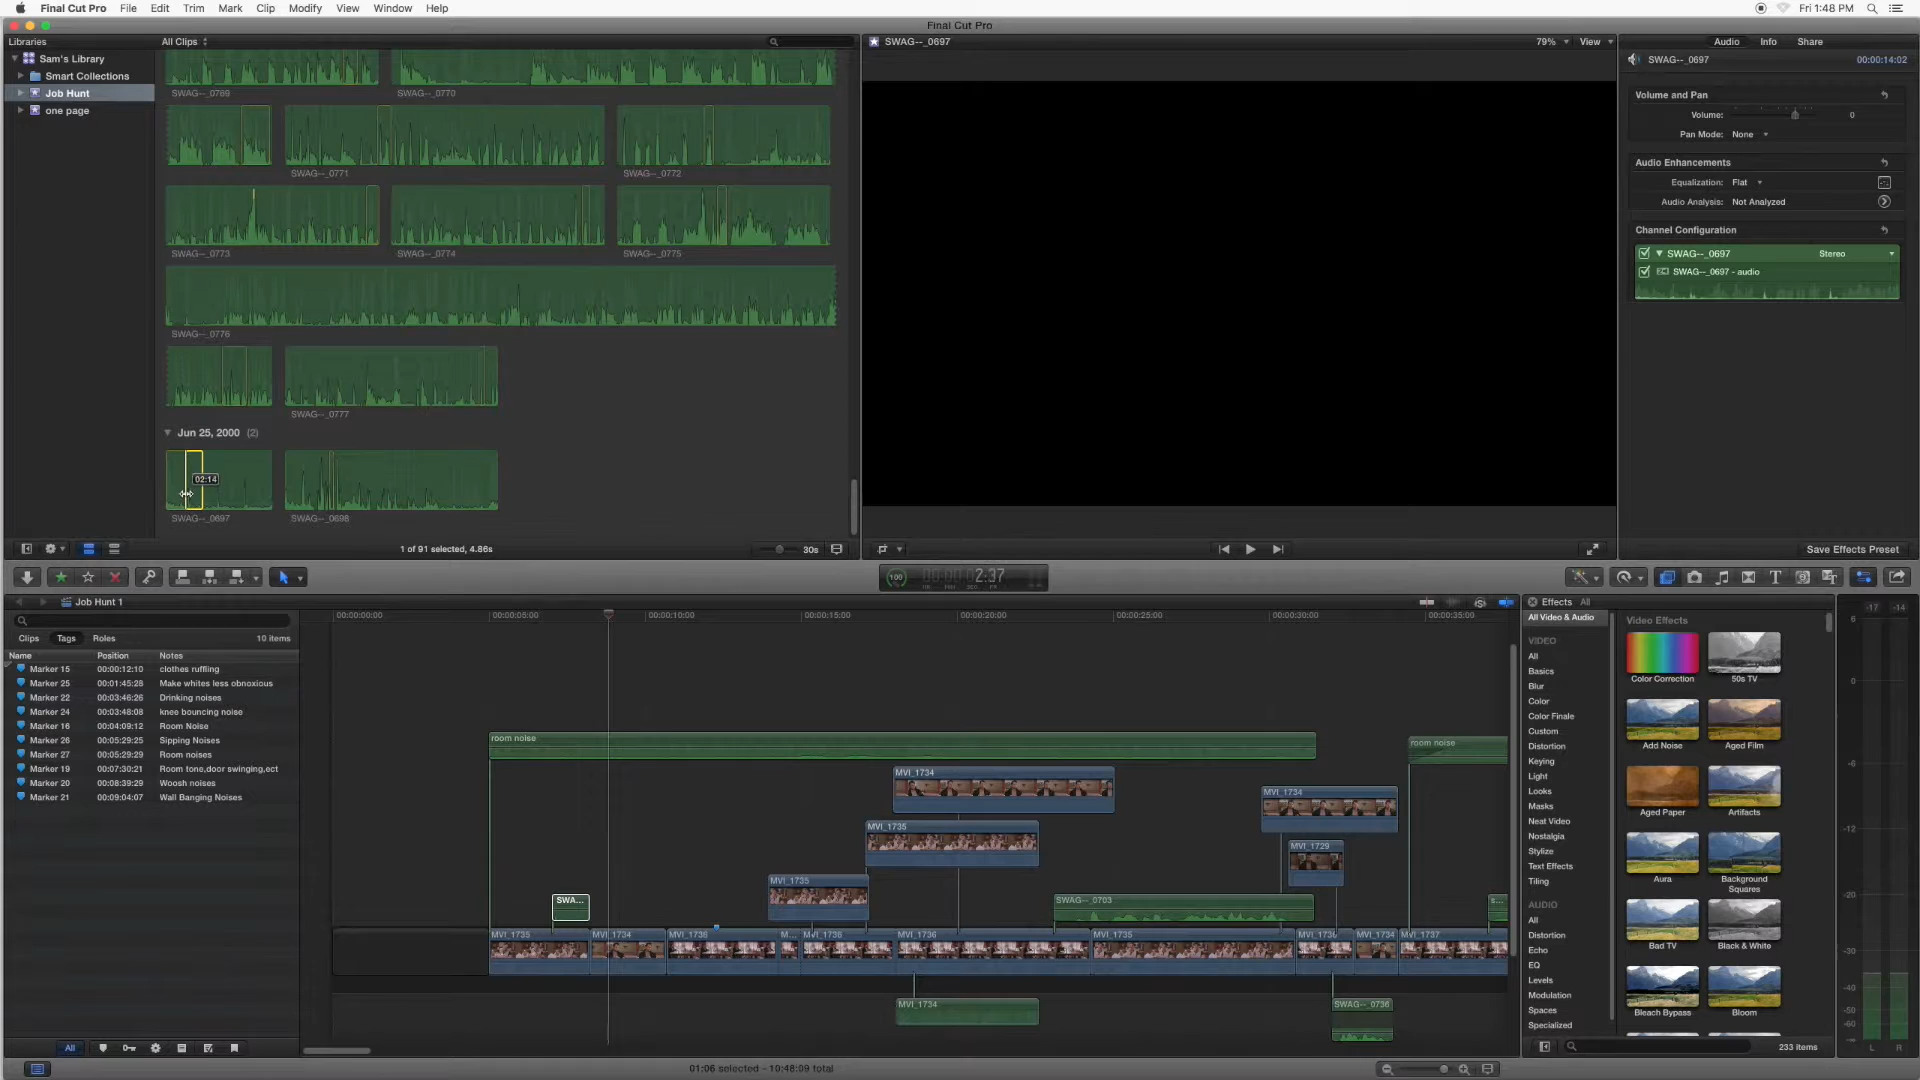 Final Cut Pro File Edit Trim Mark Clip Modify View Window Help
Fri 1:48 PM
Final Cut Pro
Libraries
All Clips
Sam's Library
Smart Collections
Job Hunt
one page
SWAG--_0769
SWAG--_0770
SWAG--_0771
SWAG--_0772
SWAG--_0773
SWAG--_0774
SWAG--_0775
SWAG--_0776
SWAG--_0777
Jun 25, 2000 (2)
02:14
SWAG--_0697
SWAG--_0698
1 of 91 selected, 4.86s
30s
SWAG--_0697
79%
View
Audio Info Share
SWAG--_0697
00:00:14:02
Volume and Pan
Volume:
0
Pan Mode: None
Audio Enhancements
Equalization: Flat
Audio Analysis: Not Analyzed
Channel Configuration
SWAG--_0697
Stereo
SWAG--_0697 - audio
Save Effects Preset
100
2:37
Job Hunt 1
Clips Tags Roles
10 items
Name Position Notes
Marker 15 00:00:12:10 clothes ruffling
Marker 25 00:01:45:28 Make whites less obnoxious
Marker 22 00:03:46:26 Drinking noises
Marker 24 00:03:48:08 knee bouncing noise
Marker 16 00:04:09:12 Room Noise
Marker 26 00:05:29:25 Sipping Noises
Marker 27 00:05:29:29 Room noises
Marker 19 00:07:30:21 Room tone,door swinging,ect
Marker 20 00:08:39:29 Woosh noises
Marker 21 00:09:04:07 Wall Banging Noises
All
00:00:00:00
00:00:05:00
00:00:10:00
00:00:15:00
00:00:20:00
00:00:25:00
00:00:30:00
00:00:35:00
room noise
room noise
MVI_1734
MVI_1734
MVI_1735
MVI_1729
MVI_1735
SWA...
SWAG--_0703
s...
MVI_1735
MVI_1734
MVI_1736
M...
MVI_1736
MVI_1736
MVI_1735
MVI_1736
MVI_1734
MVI_1737
MVI_1734
SWAG--_0736
01:06 selected - 10:48:09 total
Effects All
All Video & Audio
VIDEO
All
Basics
Blur
Color
Color Finale
Custom
Distortion
Keying
Light
Looks
Masks
Neat Video
Nostalgia
Stylize
Text Effects
Tiling
AUDIO
All
Distortion
Echo
EQ
Levels
Modulation
Spaces
Specialized
Video Effects
Color Correction
50s TV
Add Noise
Aged Film
Aged Paper
Artifacts
Aura
Background Squares
Bad TV
Black & White
Bleach Bypass
Bloom
233 items
-17 -14
6
0
-6
-12
-20
-30
-40
-50
-60
L R